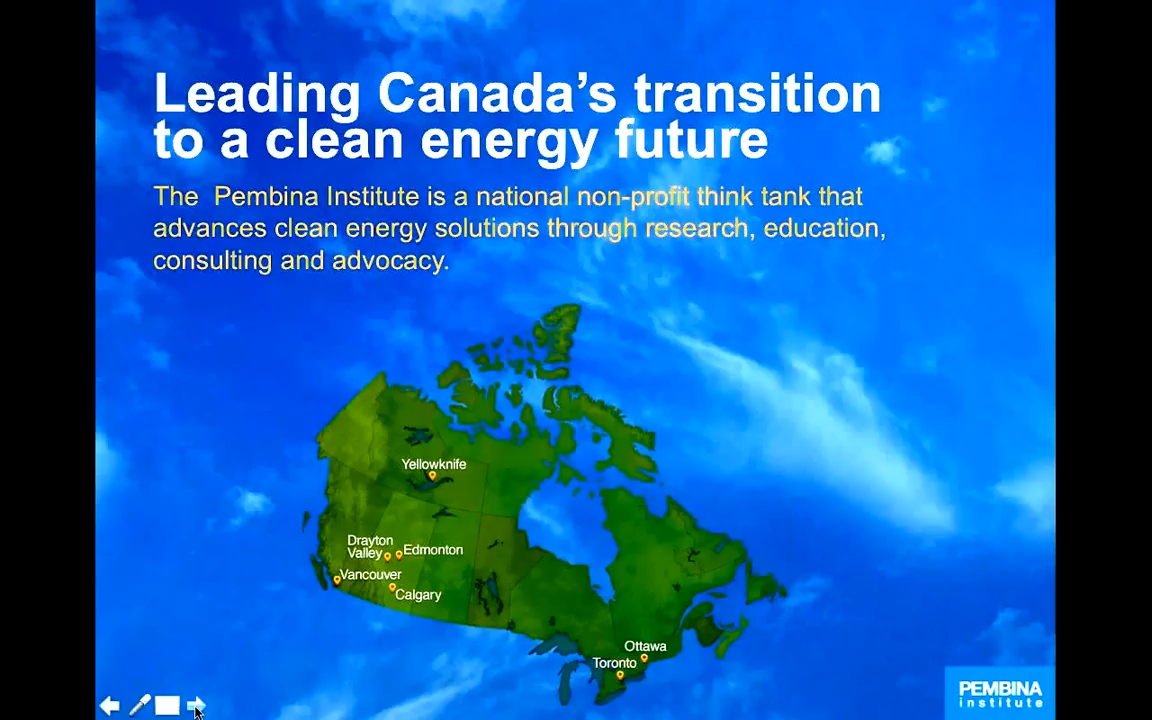 Leading Canada’s transition
to a clean energy future
The  Pembina Institute is a national non-profit think tank that
advances clean energy solutions through research, education,
consulting and advocacy.
Yellowknife
Drayton
Valley
Edmonton
Vancouver
Calgary
Ottawa
Toronto
PEMBINA
institute